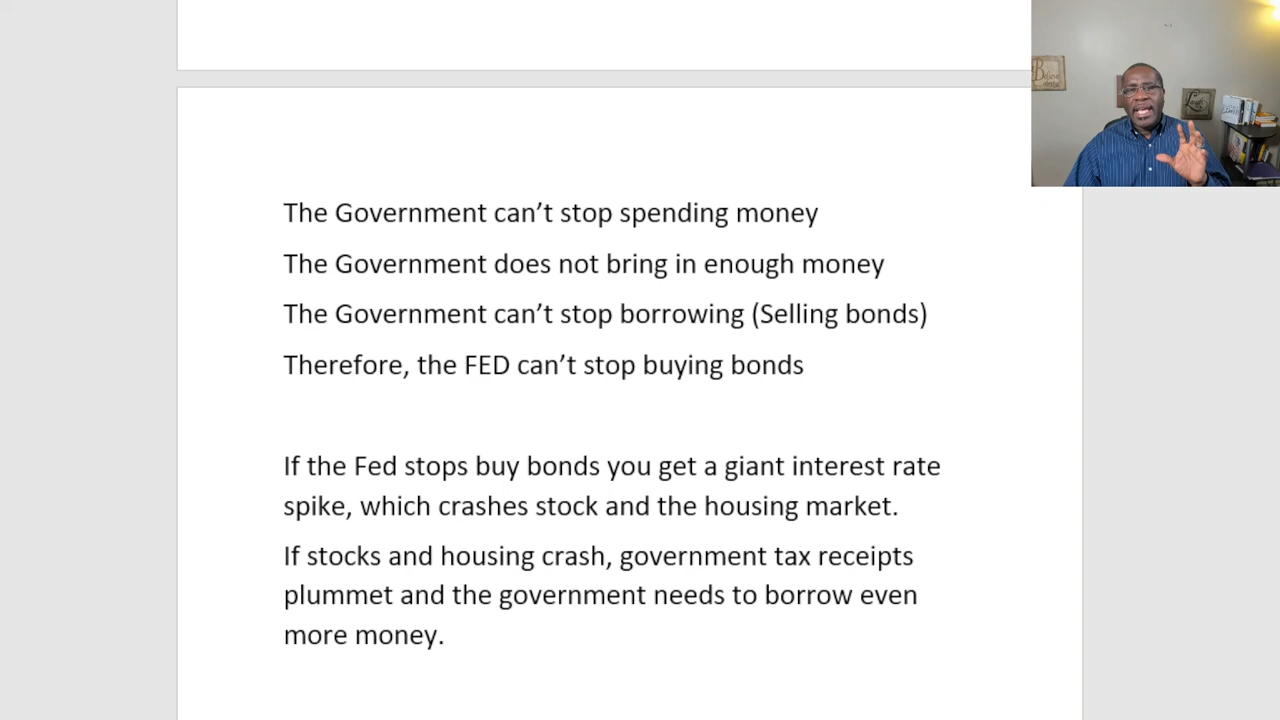 The Government can’t stop spending money
The Government does not bring in enough money
The Government can’t stop borrowing (Selling bonds)
Therefore, the FED can’t stop buying bonds
If the Fed stops buy bonds you get a giant interest rate
spike, which crashes stock and the housing market.
If stocks and housing crash, government tax receipts
plummet and the government needs to borrow even
more money.
Believe